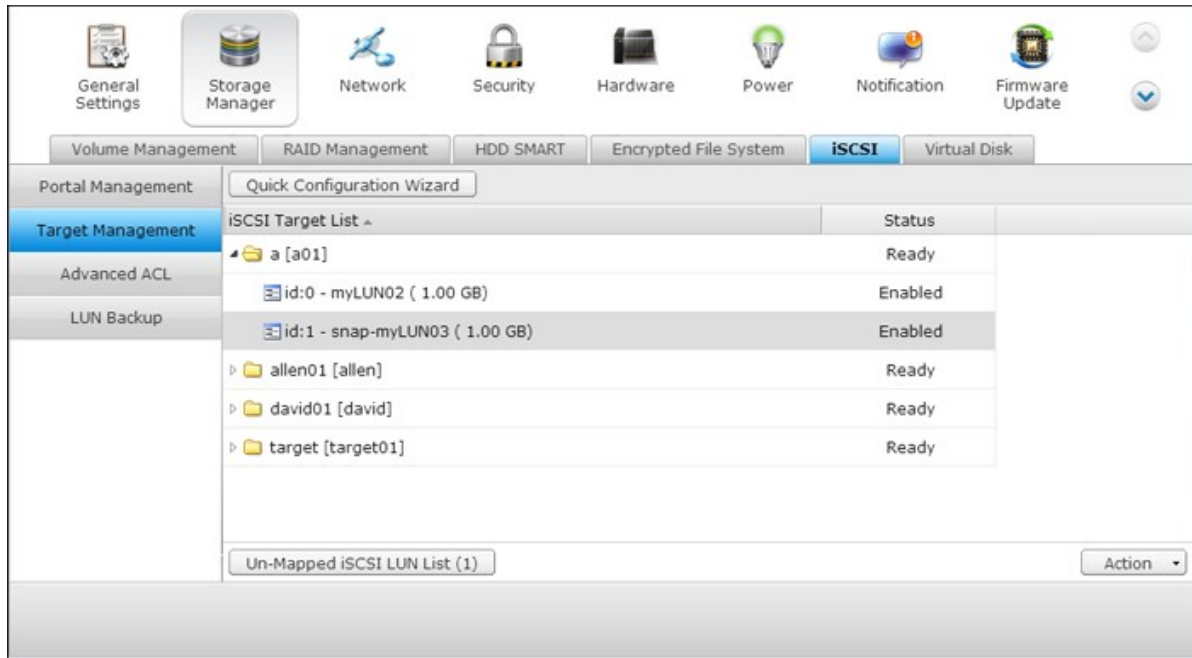 General Settings
Storage Manager
Network
Security
Hardware
Power
Notification
Firmware Update
Volume Management
RAID Management
HDD SMART
Encrypted File System
iSCSI
Virtual Disk
Portal Management
Target Management
Advanced ACL
LUN Backup
Quick Configuration Wizard
iSCSI Target List
Status
a [a01]
Ready
id:0 - myLUN02 ( 1.00 GB)
Enabled
id:1 - snap-myLUN03 ( 1.00 GB)
Enabled
allen01 [allen]
Ready
david01 [david]
Ready
target [target01]
Ready
Un-Mapped iSCSI LUN List (1)
Action